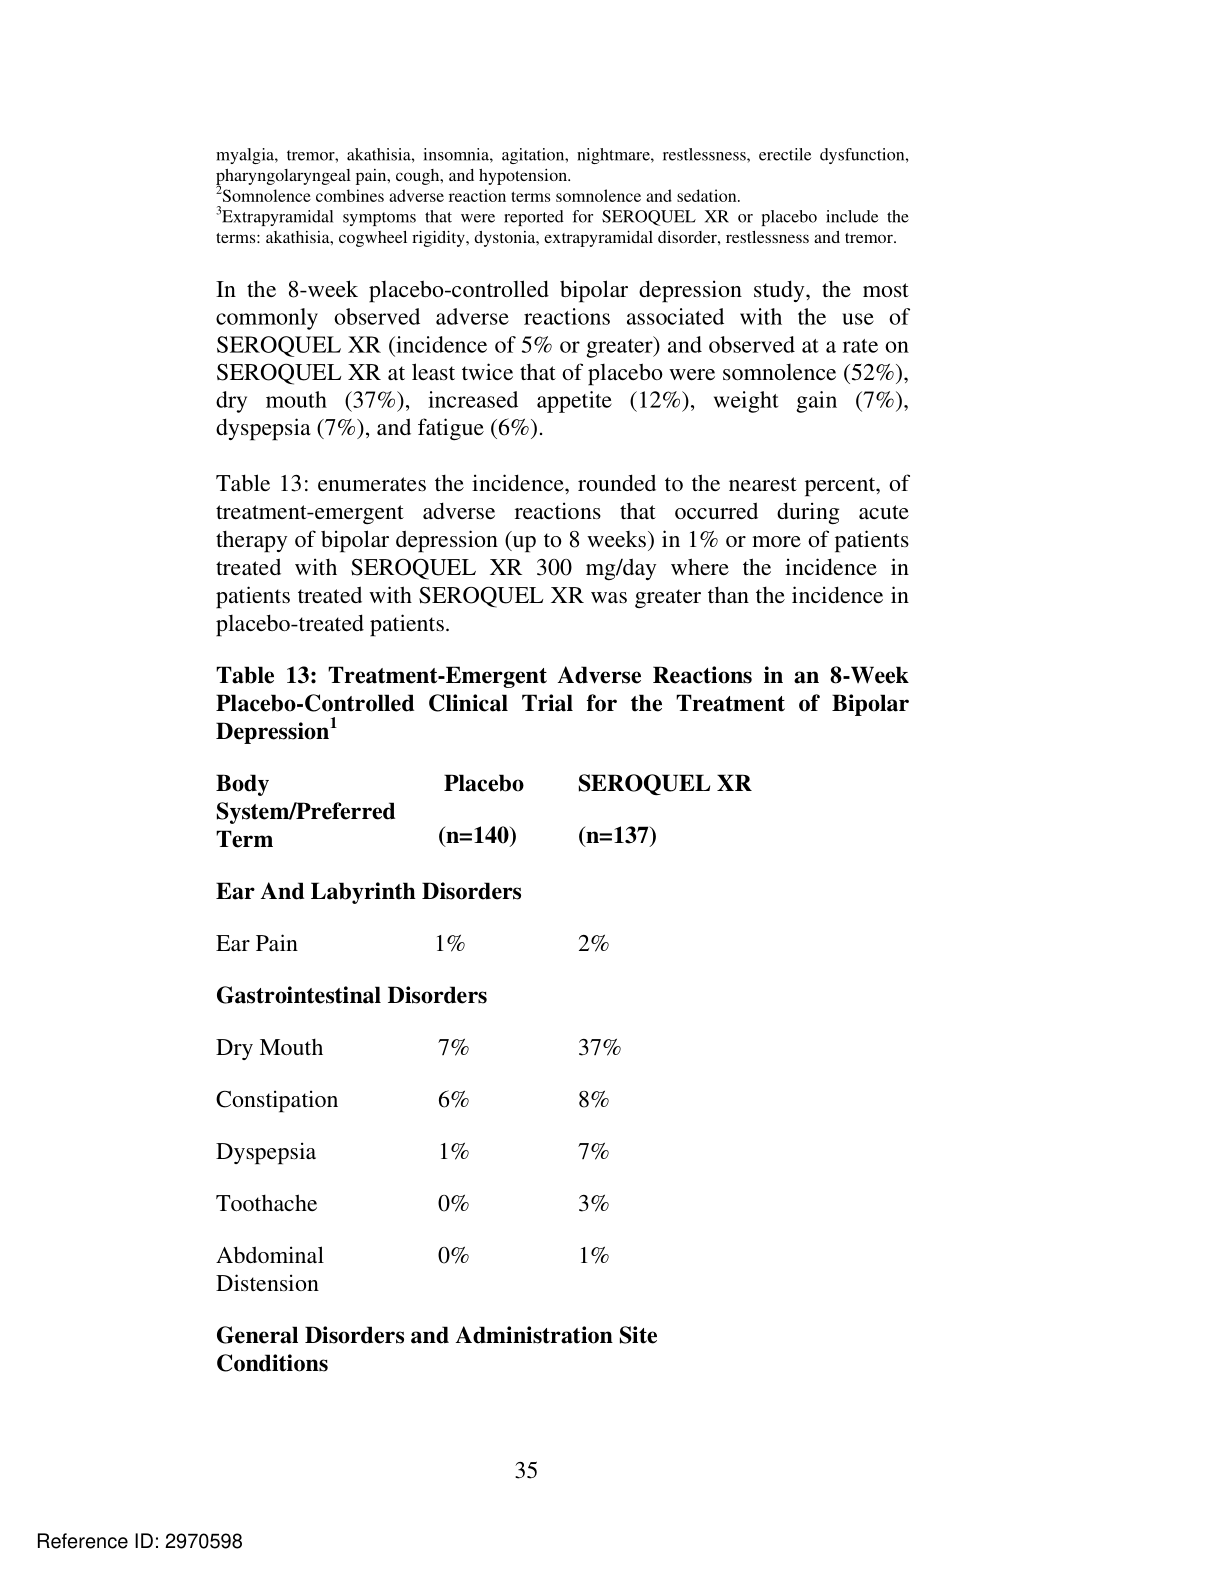 myalgia, tremor, akathisia, insomnia, agitation, nightmare, restlessness, erectile dysfunction,
pharyngolaryngeal pain, cough, and hypotension.
2Somnolence combines adverse reaction terms somnolence and sedation.
3Extrapyramidal symptoms that were reported for SEROQUEL XR or placebo include the
terms: akathisia, cogwheel rigidity, dystonia, extrapyramidal disorder, restlessness and tremor.
In the 8-week placebo-controlled bipolar depression study, the most
commonly observed adverse reactions associated with the use of
SEROQUEL XR (incidence of 5% or greater) and observed at a rate on
SEROQUEL XR at least twice that of placebo were somnolence (52%),
dry mouth (37%), increased appetite (12%), weight gain (7%),
dyspepsia (7%), and fatigue (6%).
Table 13: enumerates the incidence, rounded to the nearest percent, of
treatment-emergent adverse reactions that occurred during acute
therapy of bipolar depression (up to 8 weeks) in 1% or more of patients
treated with SEROQUEL XR 300 mg/day where the incidence in
patients treated with SEROQUEL XR was greater than the incidence in
placebo-treated patients.
Table 13: Treatment-Emergent Adverse Reactions in an 8-Week
Placebo-Controlled Clinical Trial for the Treatment of Bipolar
Depression1
Body Placebo SEROQUEL XR
System/Preferred
Term (n=140) (n=137)
Ear And Labyrinth Disorders
Ear Pain 1% 2%
Gastrointestinal Disorders
Dry Mouth 7% 37%
Constipation 6% 8%
Dyspepsia 1% 7%
Toothache 0% 3%
Abdominal 0% 1%
Distension
General Disorders and Administration Site
Conditions
35
Reference ID: 2970598